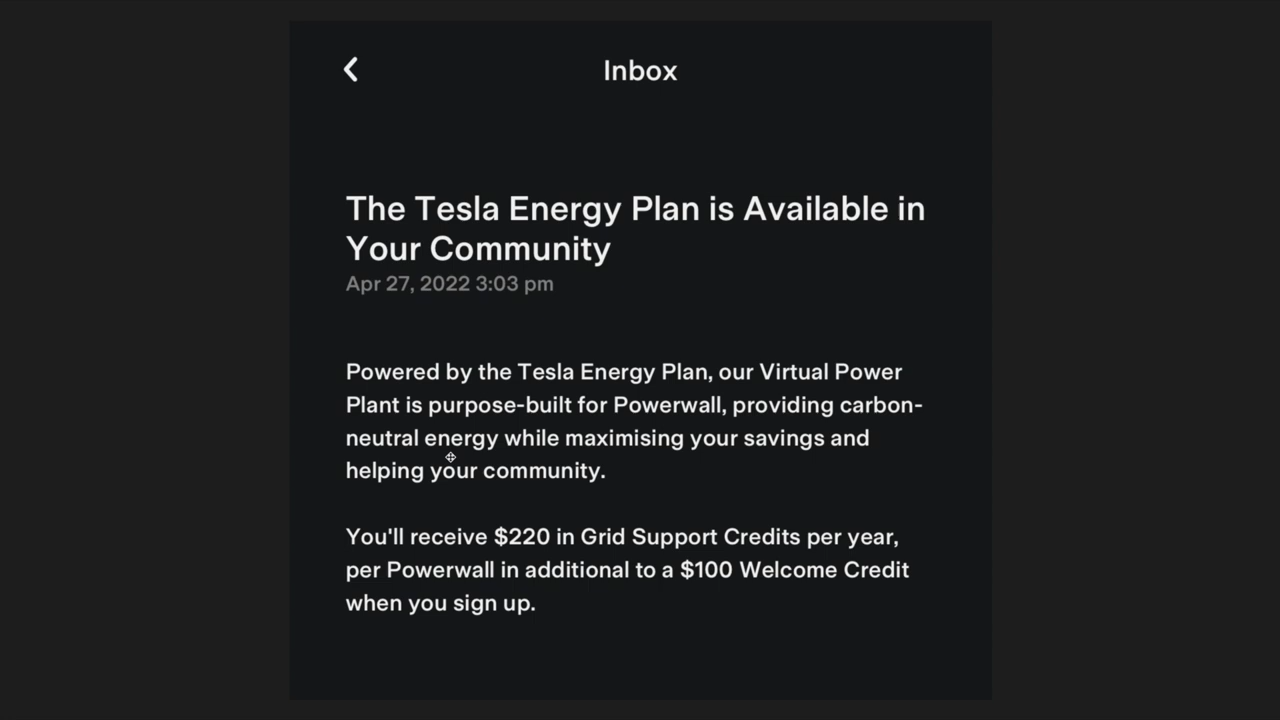 Inbox
The Tesla Energy Plan is Available in
Your Community
Apr 27, 2022 3:03 pm
Powered by the Tesla Energy Plan, our Virtual Power
Plant is purpose-built for Powerwall, providing carbon-
neutral energy while maximising your savings and
helping your community.
You'll receive $220 in Grid Support Credits per year,
per Powerwall in additional to a $100 Welcome Credit
when you sign up.